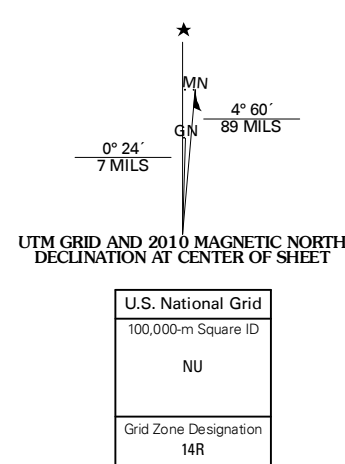 MN
4° 60´
89 MILS
GN
0° 24´
7 MILS
UTM GRID AND 2010 MAGNETIC NORTH
DECLINATION AT CENTER OF SHEET
U.S. National Grid
100,000-m Square ID
NU
Grid Zone Designation
14R